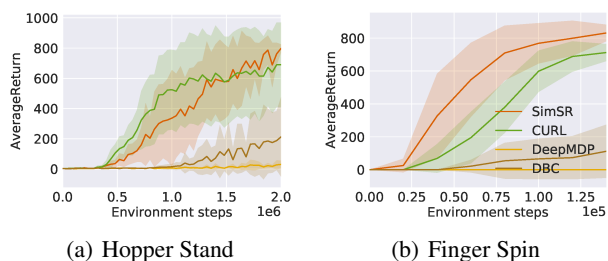 1000
800
600
400
200
0
AverageReturn
0.0 0.5 1.0 1.5 2.0
Environment steps 1e6
(a) Hopper Stand
800
600
400
200
0
AverageReturn
SimSR
CURL
DeepMDP
DBC
0.00 0.25 0.50 0.75 1.00 1.25
Environment steps 1e5
(b) Finger Spin